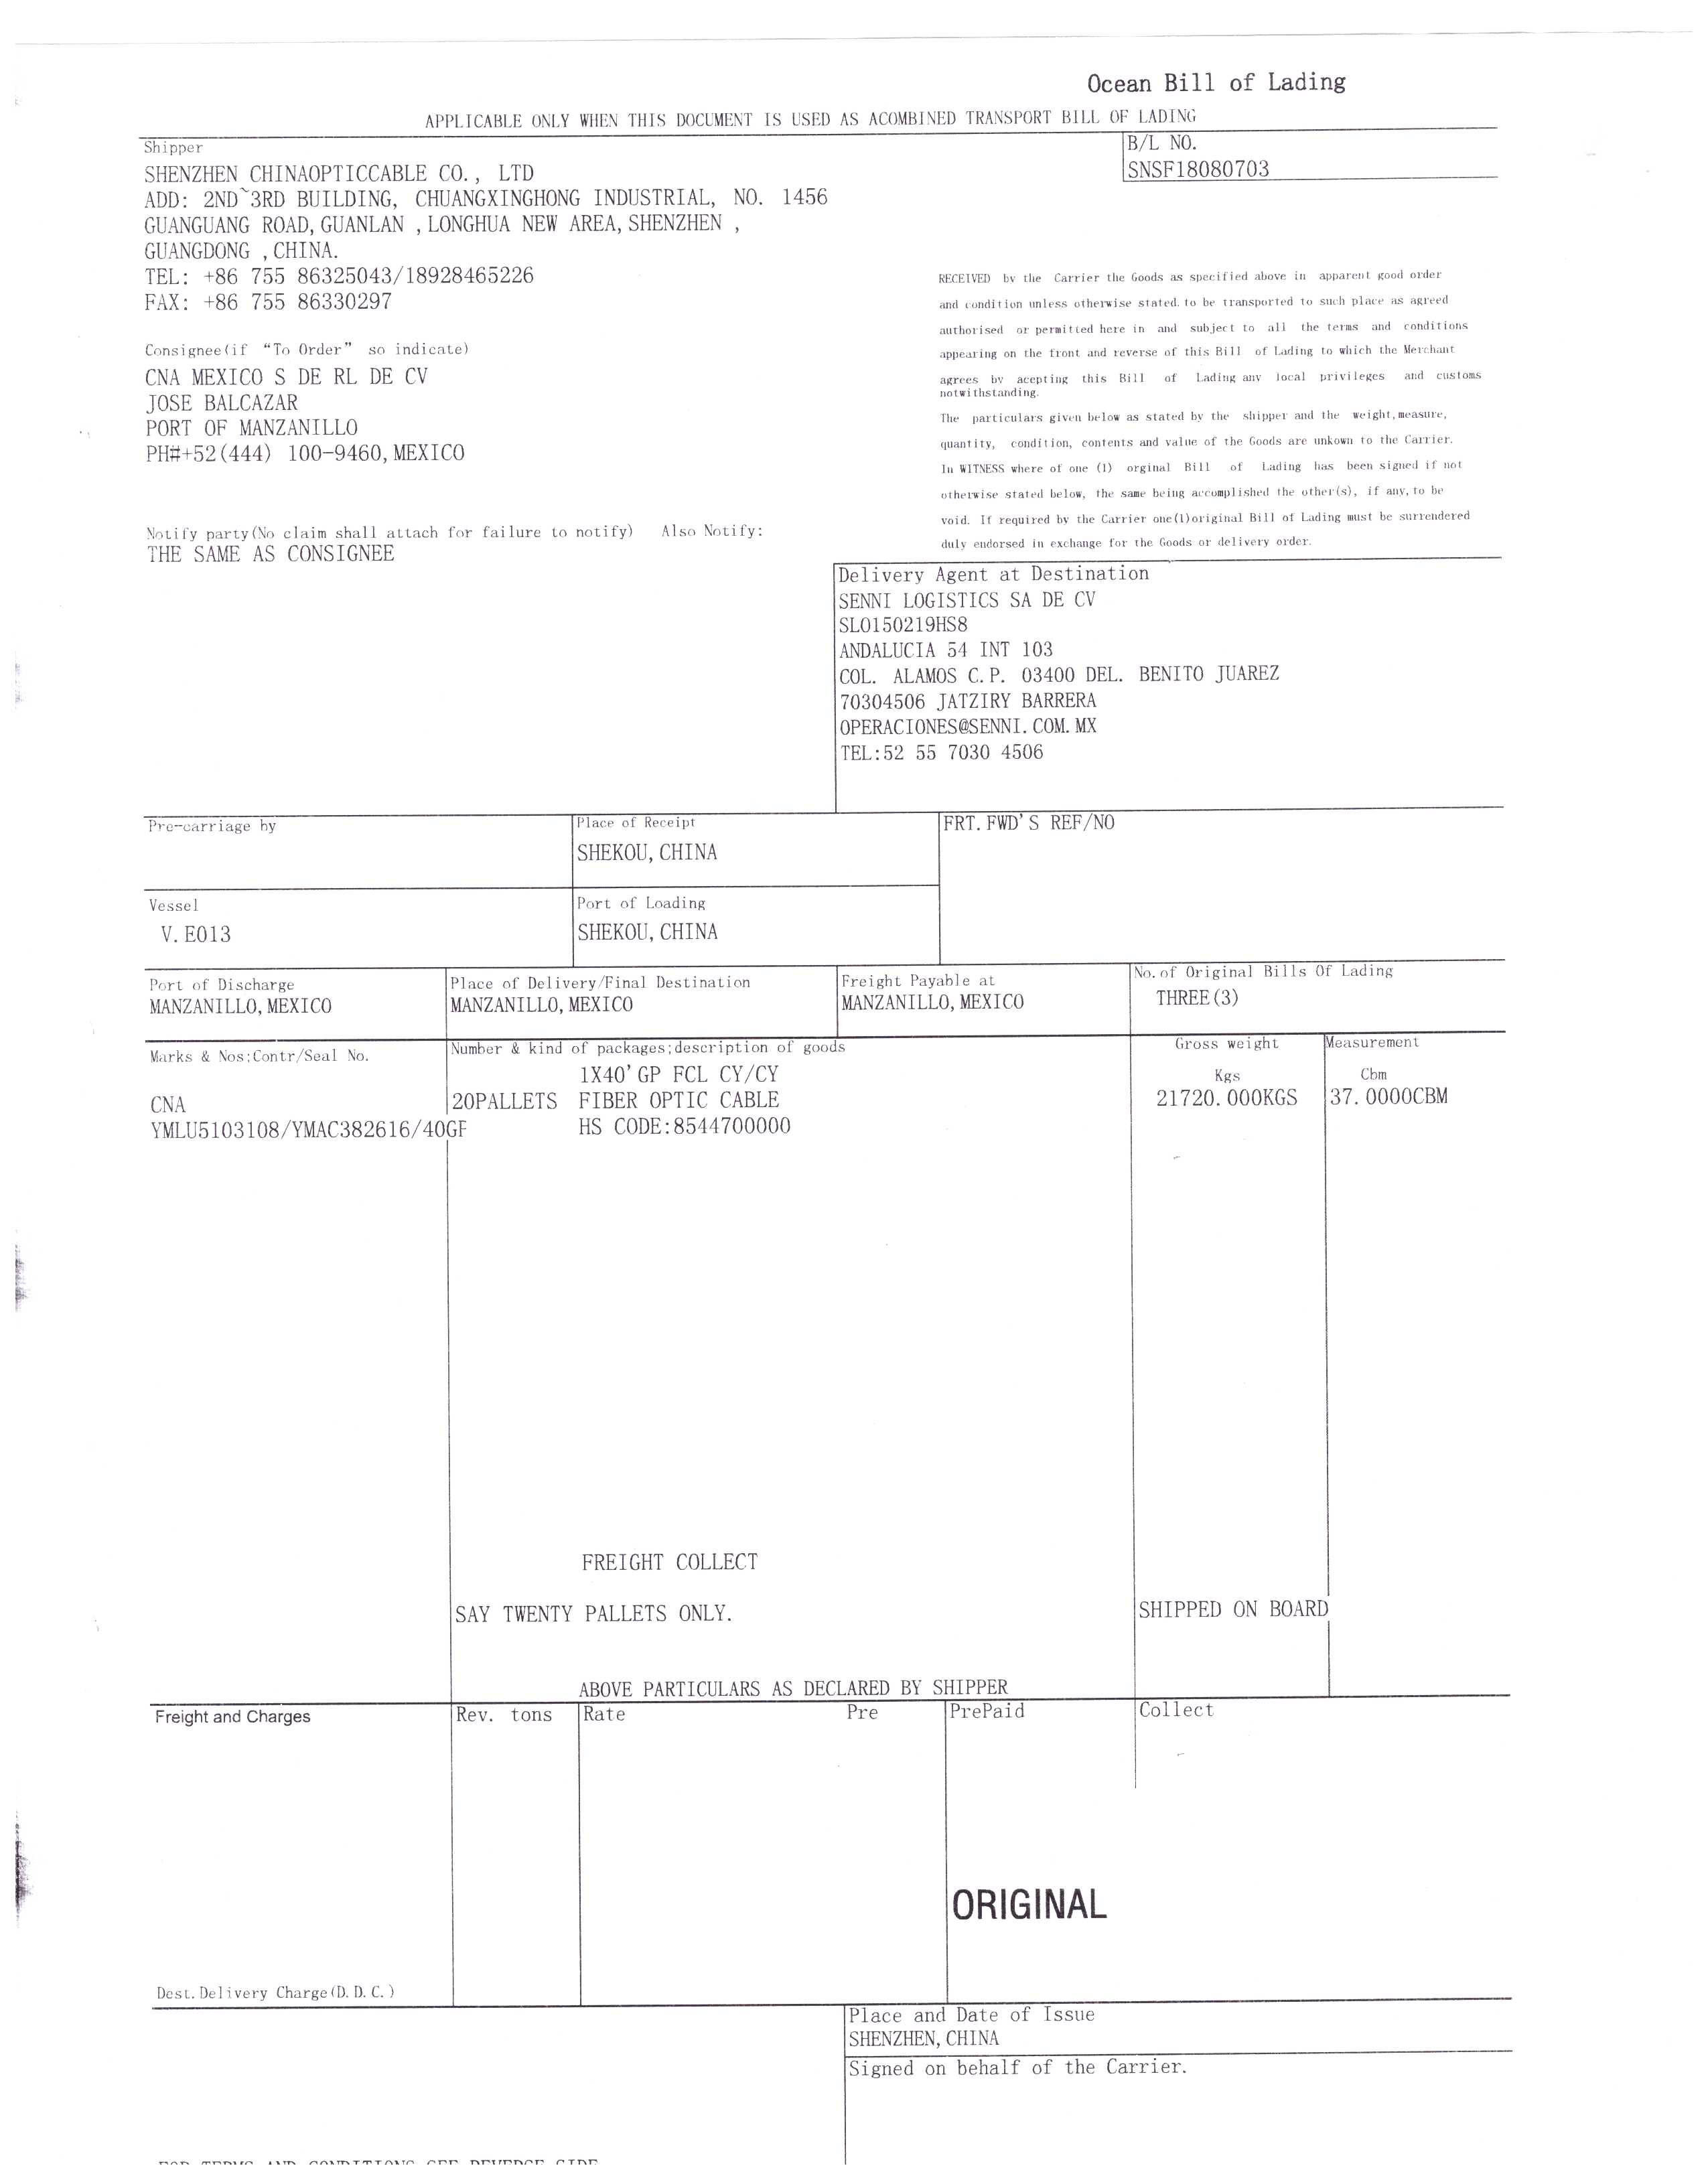 Ocean Bill of Lading
APPLICABLE ONLY WHEN THIS DOCUMENT IS USED AS ACOMBINED TRANSPORT BILL OF LADING
Shipper
SHENZHEN CHINAOPTICCABLE CO., LTD
ADD: 2ND~3RD BUILDING, CHUANGXINGHONG INDUSTRIAL, NO. 1456
GUANGUANG ROAD, GUANLAN , LONGHUA NEW AREA, SHENZHEN ,
GUANGDONG , CHINA.
TEL: +86 755 86325043/18928465226
FAX: +86 755 86330297
B/L NO.
SNSF18080703
Consignee(if "To Order" so indicate)
CNA MEXICO S DE RL DE CV
JOSE BALCAZAR
PORT OF MANZANILLO
PH#+52(444) 100-9460, MEXICO
RECEIVED by the Carrier the Goods as specified above in apparent good order
and condition unless otherwise stated. to be transported to such place as agreed
authorised or permitted here in and subject to all the terms and conditions
appearing on the front and reverse of this Bill of Lading to which the Merchant
agrees by acepting this Bill of Lading any local privileges and customs
notwithstanding.
The particulars given below as stated by the shipper and the weight, measure,
quantity, condition, contents and value of the Goods are unkown to the Carrier.
In WITNESS where of one (1) orginal Bill of Lading has been signed if not
otherwise stated below, the same being accomplished the other(s), if any, to be
void. If required by the Carrier one(1)original Bill of Lading must be surrendered
duly endorsed in exchange for the Goods or delivery order.
Notify party(No claim shall attach for failure to notify) Also Notify:
THE SAME AS CONSIGNEE
Delivery Agent at Destination
SENNI LOGISTICS SA DE CV
SLO150219HS8
ANDALUCIA 54 INT 103
COL. ALAMOS C.P. 03400 DEL. BENITO JUAREZ
70304506 JATZIRY BARRERA
OPERACIONES@SENNI.COM.MX
TEL:52 55 7030 4506
Pre-carriage by
Place of Receipt
SHEKOU, CHINA
FRT. FWD'S REF/NO
Vessel
V. E013
Port of Loading
SHEKOU, CHINA
Port of Discharge
MANZANILLO, MEXICO
Place of Delivery/Final Destination
MANZANILLO, MEXICO
Freight Payable at
MANZANILLO, MEXICO
No. of Original Bills Of Lading
THREE(3)
Marks & Nos:Contr/Seal No.
Number & kind of packages;description of goods
Gross weight
Kgs
Measurement
Cbm
1X40'GP FCL CY/CY
CNA
20PALLETS FIBER OPTIC CABLE
21720.000KGS
37.0000CBM
YMLU5103108/YMAC382616/40GP
HS CODE:8544700000
FREIGHT COLLECT
SAY TWENTY PALLETS ONLY.
SHIPPED ON BOARD
ABOVE PARTICULARS AS DECLARED BY SHIPPER
Freight and Charges
Rev. tons
Rate
Pre
PrePaid
Collect
ORIGINAL
Dest. Delivery Charge(D. D. C. )
Place and Date of Issue
SHENZHEN, CHINA
Signed on behalf of the Carrier.
FOR TERMS AND CONDITIONS SEE REVERSE SIDE